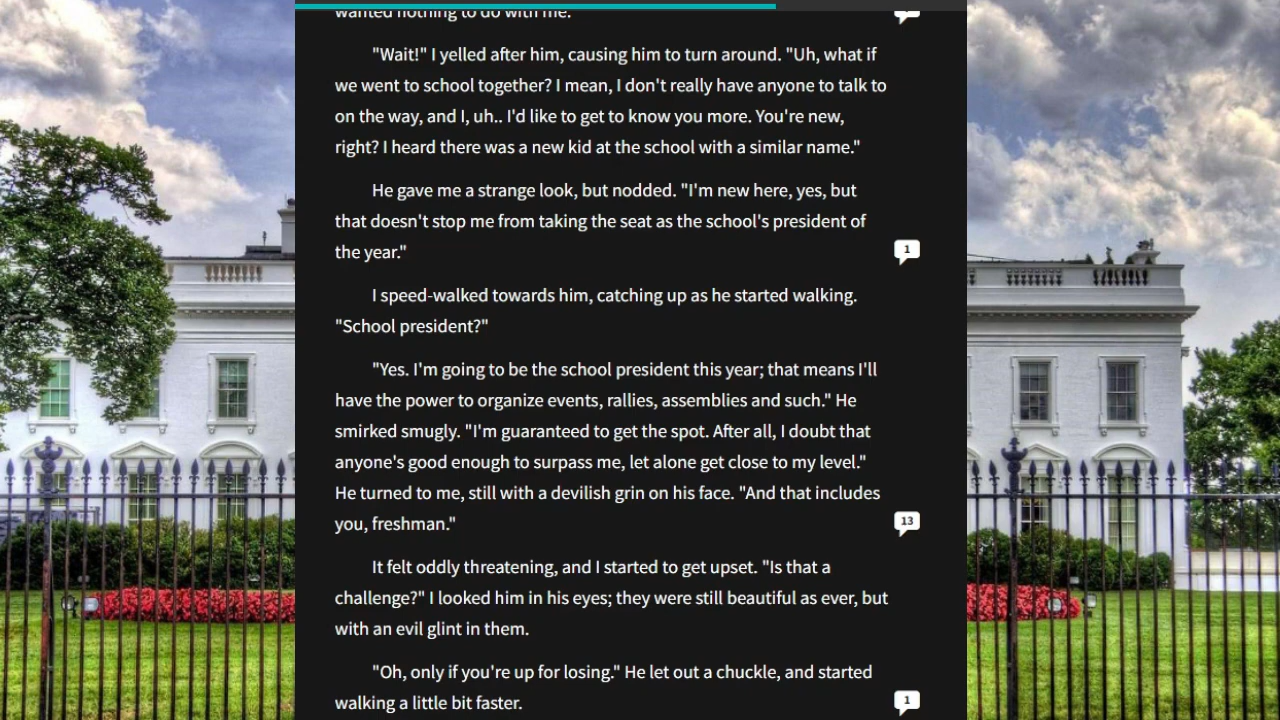 wanted nothing to do with me.
"Wait!" I yelled after him, causing him to turn around. "Uh, what if
we went to school together? I mean, I don't really have anyone to talk to
on the way, and I, uh.. I'd like to get to know you more. You're new,
right? I heard there was a new kid at the school with a similar name."
He gave me a strange look, but nodded. "I'm new here, yes, but
that doesn't stop me from taking the seat as the school's president of
the year."
1
I speed-walked towards him, catching up as he started walking.
"School president?"
"Yes. I'm going to be the school president this year; that means I'll
have the power to organize events, rallies, assemblies and such." He
smirked smugly. "I'm guaranteed to get the spot. After all, I doubt that
anyone's good enough to surpass me, let alone get close to my level."
He turned to me, still with a devilish grin on his face. "And that includes
you, freshman."
13
It felt oddly threatening, and I started to get upset. "Is that a
challenge?" I looked him in his eyes; they were still beautiful as ever, but
with an evil glint in them.
"Oh, only if you're up for losing." He let out a chuckle, and started
walking a little bit faster.
1